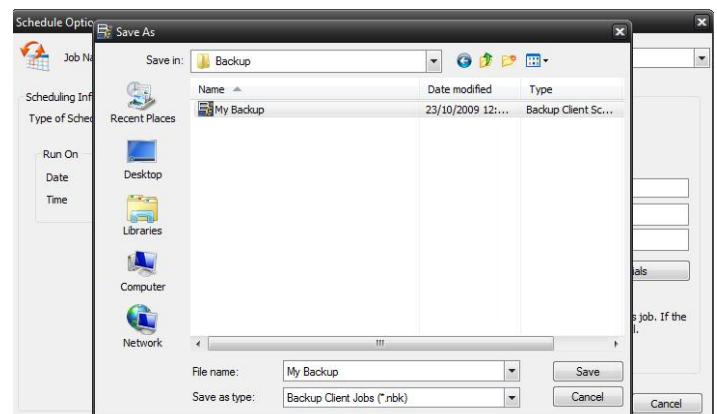 Schedule Optio
Save As
Job Na
Save in:
Backup
Name
Date modified
Type
My Backup
23/10/2009 12:...
Backup Client Sc...
Scheduling Inf
Type of Sched
Run On
Date
Time
Recent Places
Desktop
Libraries
Computer
Network
ials
s job. If the
l.
File name:
My Backup
Save
Save as type:
Backup Client Jobs (*.nbk)
Cancel
Cancel